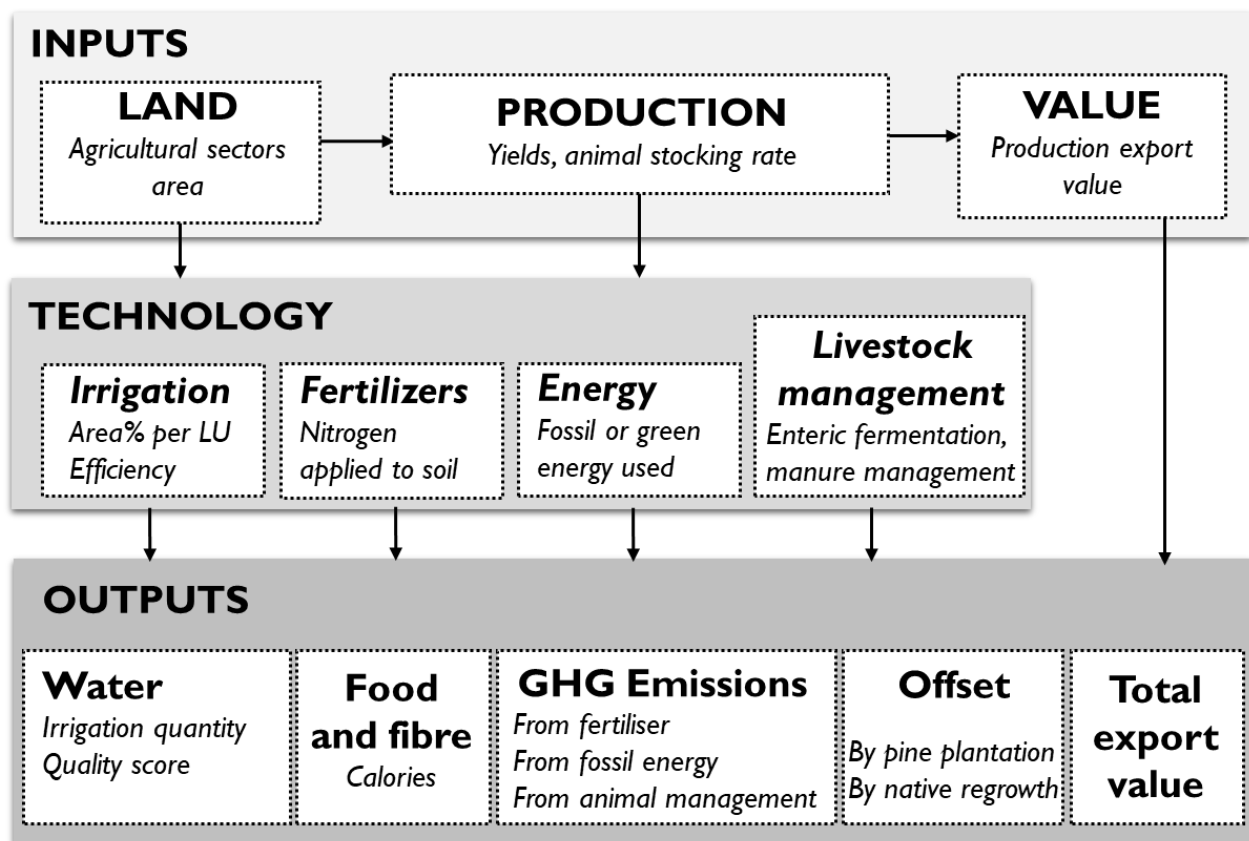 INPUTS
LAND
Agricultural sectors
area
PRODUCTION
Yields, animal stocking rate
VALUE
Production export
value
TECHNOLOGY
Irrigation
Area% per LU
Efficiency
Fertilizers
Nitrogen
applied to soil
Energy
Fossil or green
energy used
Livestock
management
Enteric fermentation,
manure management
OUTPUTS
Water
Irrigation quantity
Quality score
Food
and fibre
Calories
GHG Emissions
From fertiliser
From fossil energy
From animal management
Offset
By pine plantation
By native regrowth
Total
export
value